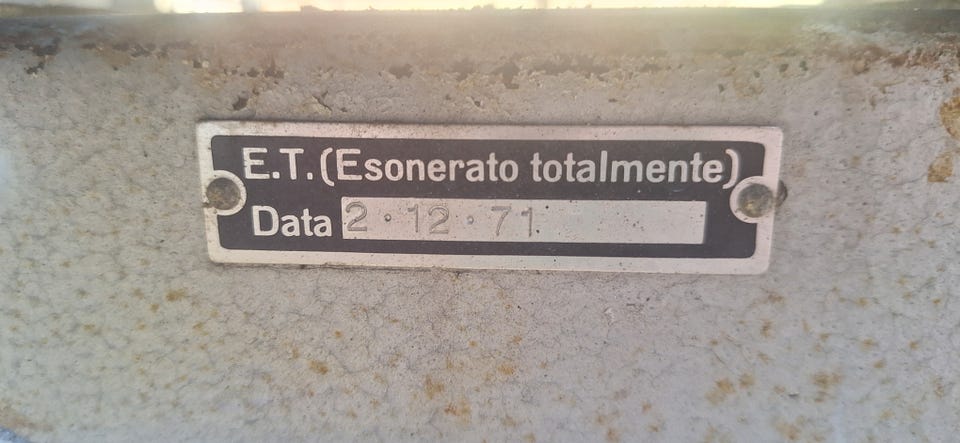 E.T. (Esonerato totalmente)
Data 2·12·71